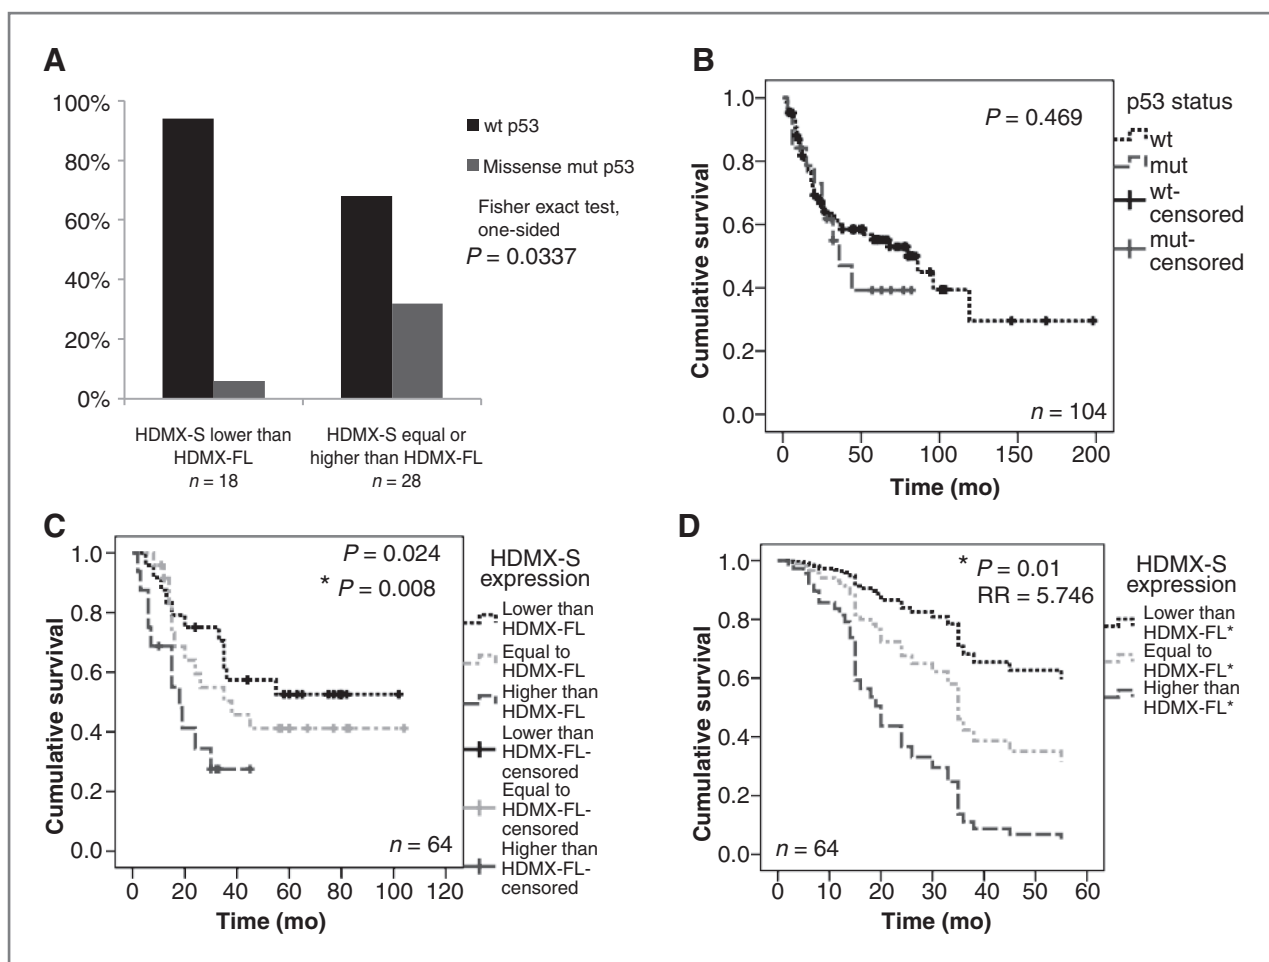 A
100%
80%
60%
40%
20%
0%
wt p53
Missense mut p53
Fisher exact test,
one-sided
P = 0.0337
HDMX-S lower than
HDMX-FL
n = 18
HDMX-S equal or
higher than HDMX-FL
n = 28
B
Cumulative survival
1.0
0.8
0.6
0.4
0.2
0.0
P = 0.469
n = 104
0 50 100 150 200
Time (mo)
p53 status
wt
mut
wt-
censored
mut-
censored
C
Cumulative survival
1.0
0.8
0.6
0.4
0.2
0.0
P = 0.024
* P = 0.008
n = 64
0 20 40 60 80 100 120
Time (mo)
HDMX-S
expression
Lower than
HDMX-FL
Equal to
HDMX-FL
Higher than
HDMX-FL
Lower than
HDMX-FL-
censored
Equal to
HDMX-FL-
censored
Higher than
HDMX-FL-
censored
D
Cumulative survival
1.0
0.8
0.6
0.4
0.2
0.0
* P = 0.01
RR = 5.746
n = 64
0 10 20 30 40 50 60
Time (mo)
HDMX-S
expression
Lower than
HDMX-FL*
Equal to
HDMX-FL*
Higher than
HDMX-FL*